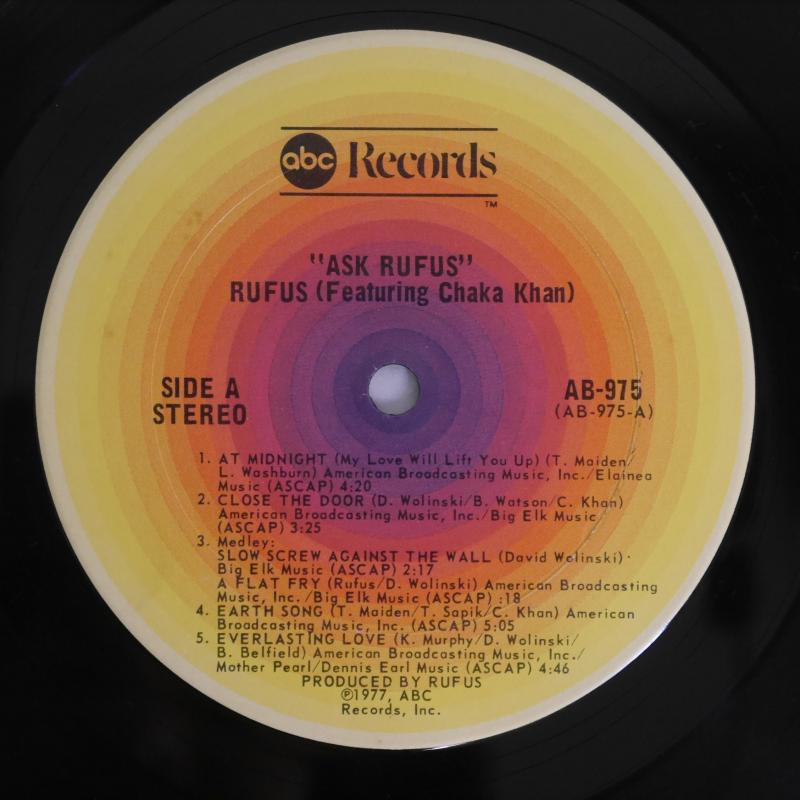 abc Records
TM
"ASK RUFUS"
RUFUS (Featuring Chaka Khan)
SIDE A
STEREO
AB-975
(AB-975-A)
1. AT MIDNIGHT (My Love Will Lift You Up) (T. Maiden/
L. Washburn) American Broadcasting Music, Inc./Elainea
Music (ASCAP) 4:20
2. CLOSE THE DOOR (D. Wolinski/B. Watson/C. Khan)
American Broadcasting Music, Inc./Big Elk Music
(ASCAP) 3:25
3. Medley:
SLOW SCREW AGAINST THE WALL (David Wolinski)
Big Elk Music (ASCAP) 2:17
A FLAT FRY (Rufus/D. Wolinski) American Broadcasting
Music, Inc./Big Elk Music (ASCAP) :18
4. EARTH SONG (T. Maiden/T. Sapik/C. Khan) American
Broadcasting Music, Inc. (ASCAP) 5:05
5. EVERLASTING LOVE (K. Murphy/D. Wolinski/
B. Belfield) American Broadcasting Music, Inc./
Mother Pearl/Dennis Earl Music (ASCAP) 4:46
PRODUCED BY RUFUS
℗1977, ABC
Records, Inc.